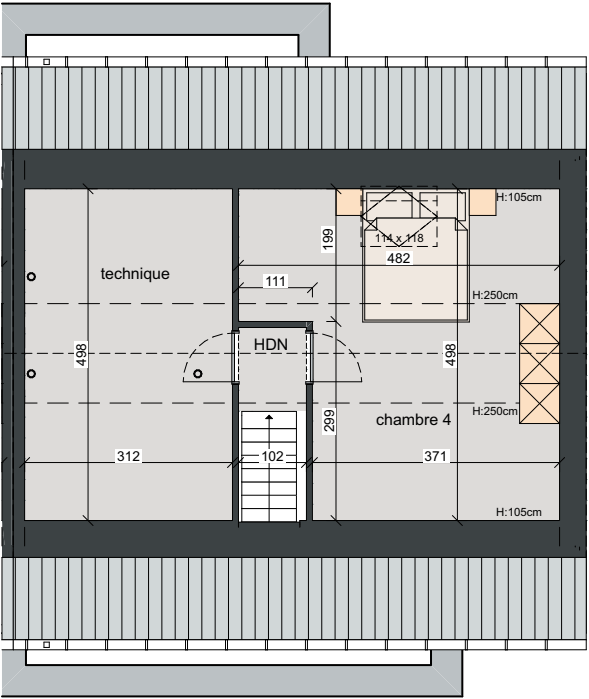 H:105cm
199
114 x 118
482
technique
111
H:250cm
HDN
498
498
H:250cm
299
chambre 4
312
102
371
H:105cm